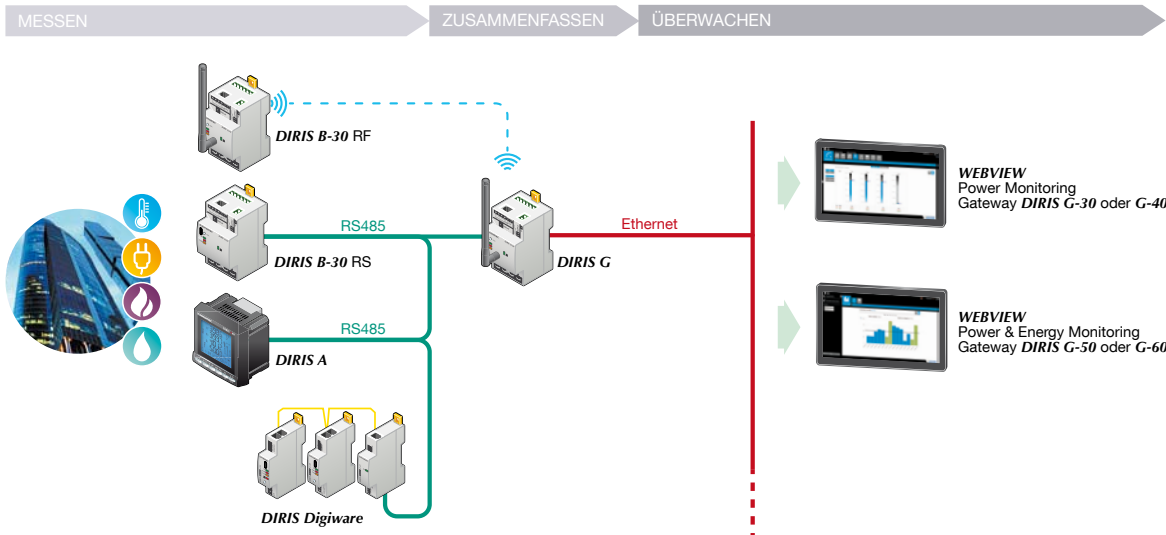 MESSEN
ZUSAMMENFASSEN
ÜBERWACHEN
DIRIS B-30 RF
RS485
DIRIS B-30 RS
DIRIS G
Ethernet
RS485
DIRIS A
DIRIS Digiware
WEBVIEW
Power Monitoring
Gateway DIRIS G-30 oder G-40
WEBVIEW
Power & Energy Monitoring
Gateway DIRIS G-50 oder G-60